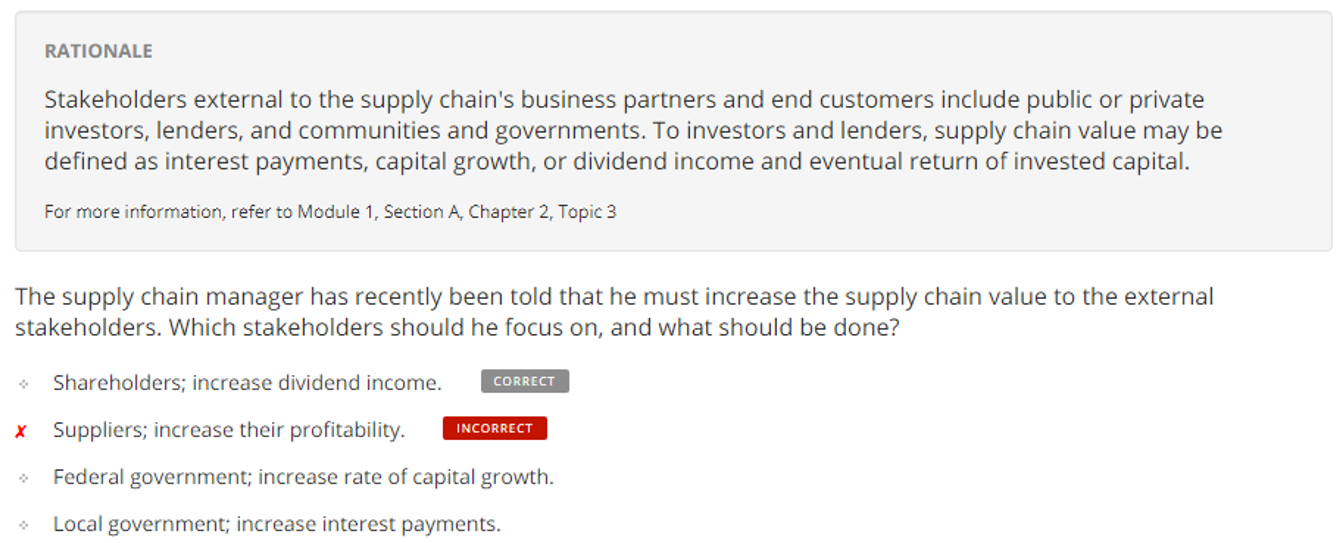 RATIONALE
Stakeholders external to the supply chain's business partners and end customers include public or private
investors, lenders, and communities and governments. To investors and lenders, supply chain value may be
defined as interest payments, capital growth, or dividend income and eventual return of invested capital.
For more information, refer to Module 1, Section A, Chapter 2, Topic 3
The supply chain manager has recently been told that he must increase the supply chain value to the external
stakeholders. Which stakeholders should he focus on, and what should be done?
Shareholders; increase dividend income. CORRECT
✗ Suppliers; increase their profitability. INCORRECT
Federal government; increase rate of capital growth.
Local government; increase interest payments.